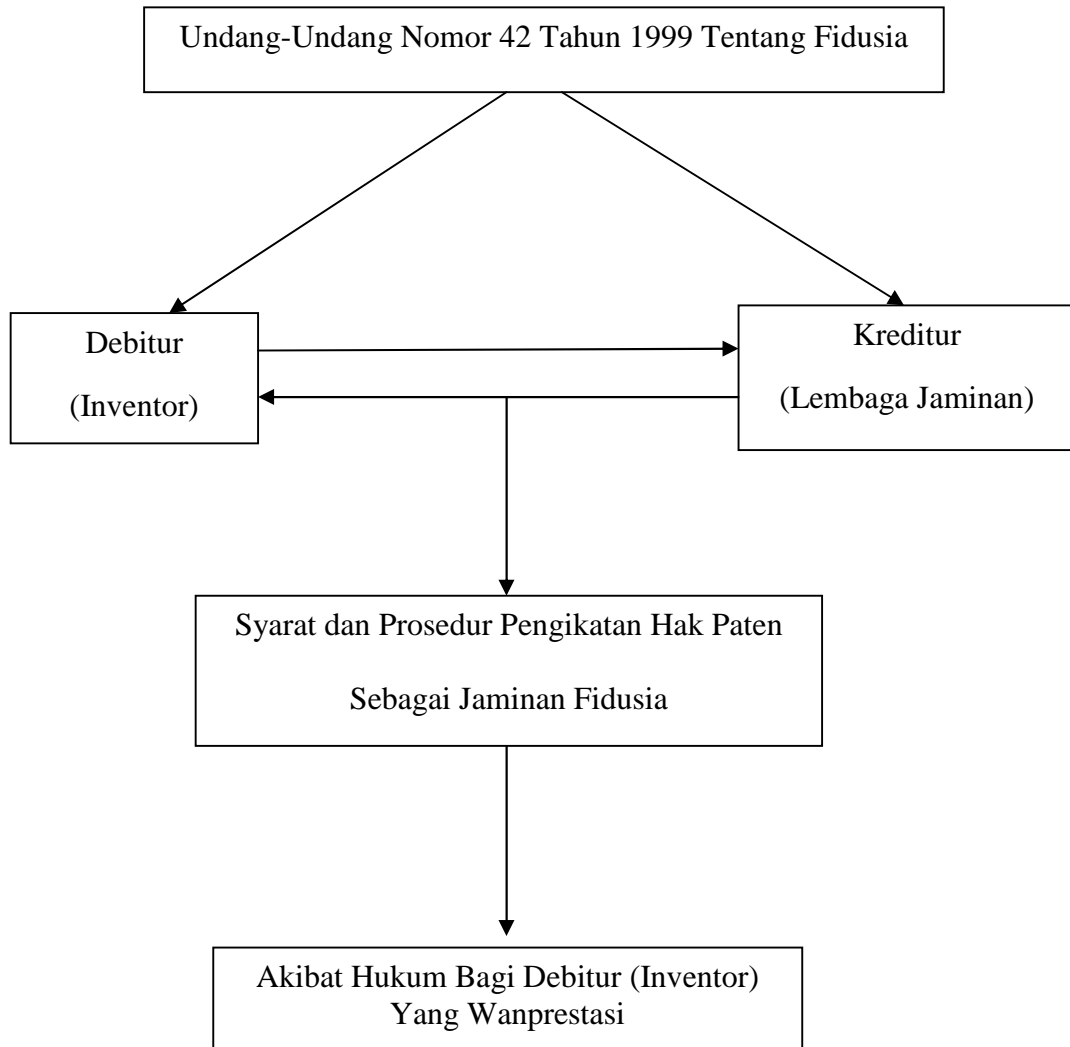 Undang-Undang Nomor 42 Tahun 1999 Tentang Fidusia
Debitur
(Inventor)
Kreditur
(Lembaga Jaminan)
Syarat dan Prosedur Pengikatan Hak Paten
Sebagai Jaminan Fidusia
Akibat Hukum Bagi Debitur (Inventor)
Yang Wanprestasi